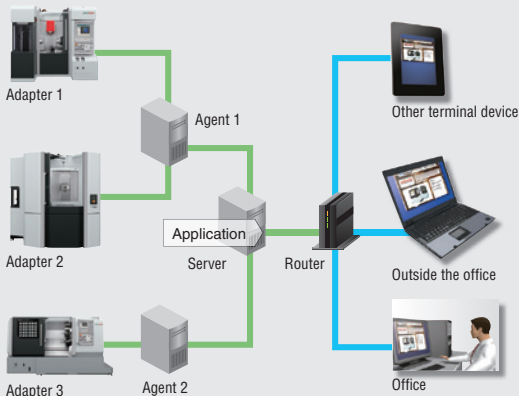 Adapter 1
Agent 1
Other terminal device
Adapter 2
Application
Server
Router
Outside the office
Adapter 3
Agent 2
Office